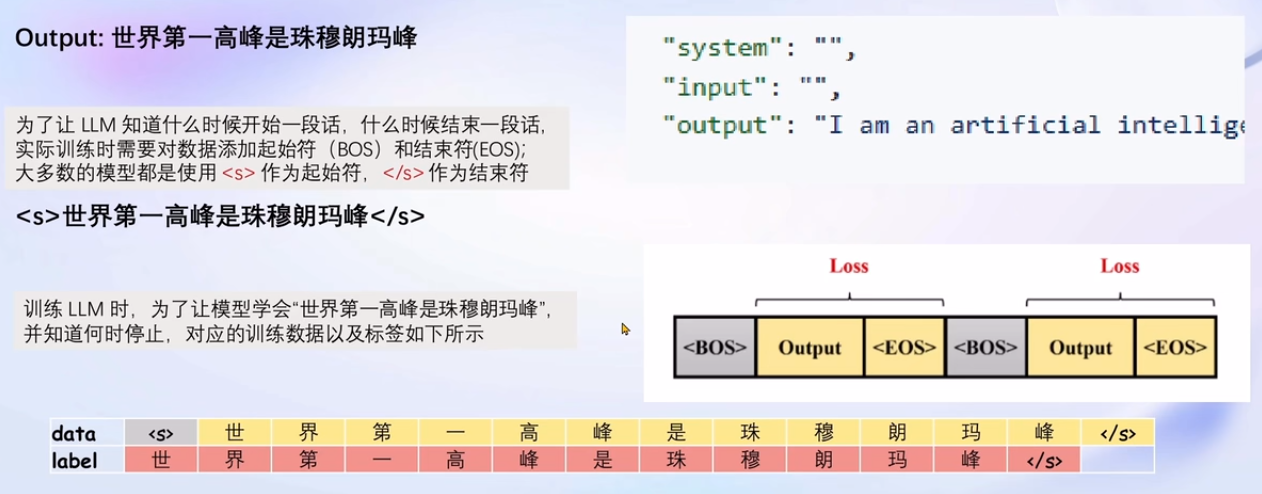 Output: 世界第一高峰是珠穆朗玛峰
为了让 LLM 知道什么时候开始一段话，什么时候结束一段话，
实际训练时需要对数据添加起始符（BOS）和结束符(EOS);
大多数的模型都是使用 <s> 作为起始符，</s> 作为结束符
<s>世界第一高峰是珠穆朗玛峰</s>
训练 LLM 时，为了让模型学会“世界第一高峰是珠穆朗玛峰”，
并知道何时停止，对应的训练数据以及标签如下所示
"system": "",
"input": "",
"output": "I am an artificial intellige
Loss Loss
<BOS> Output <EOS> <BOS> Output <EOS>
data <s> 世 界 第 一 高 峰 是 珠 穆 朗 玛 峰 </s>
label 世 界 第 一 高 峰 是 珠 穆 朗 玛 峰 </s>